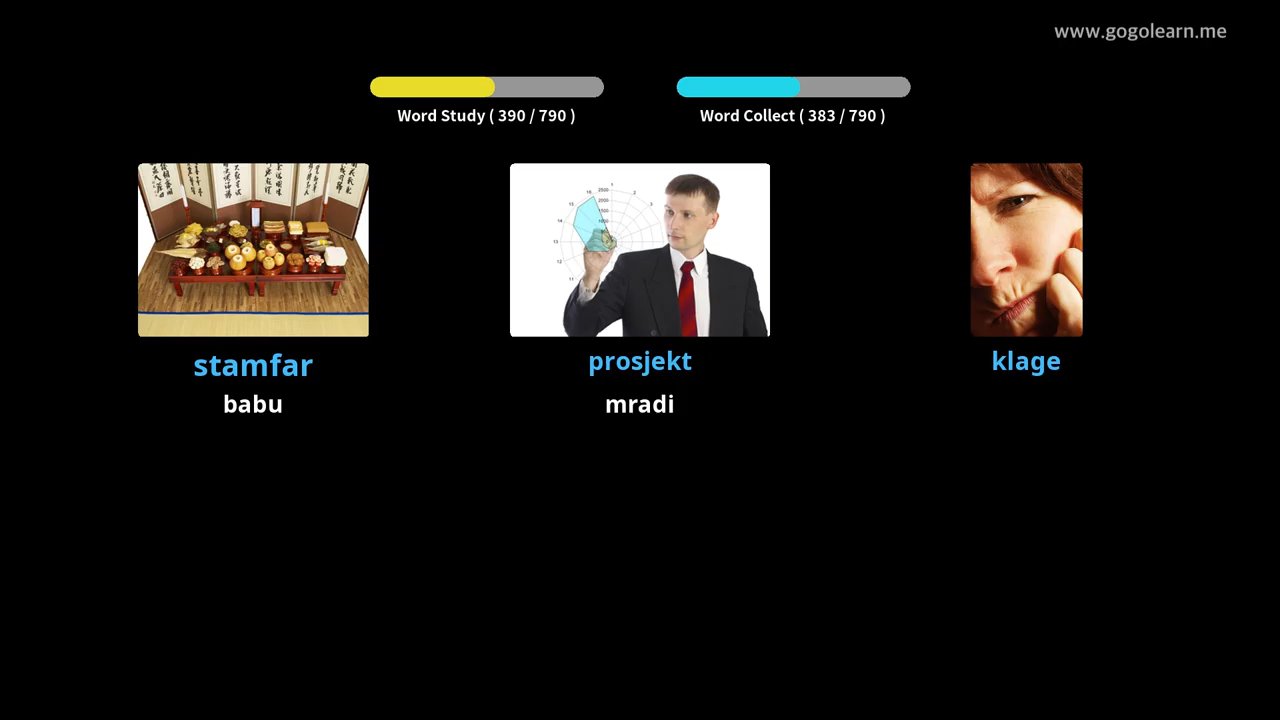 www.gogolearn.me
Word Study ( 390 / 790 )
Word Collect ( 383 / 790 )
stamfar
babu
prosjekt
mradi
klage